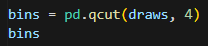 bins = pd.qcut(draws, 4)
bins